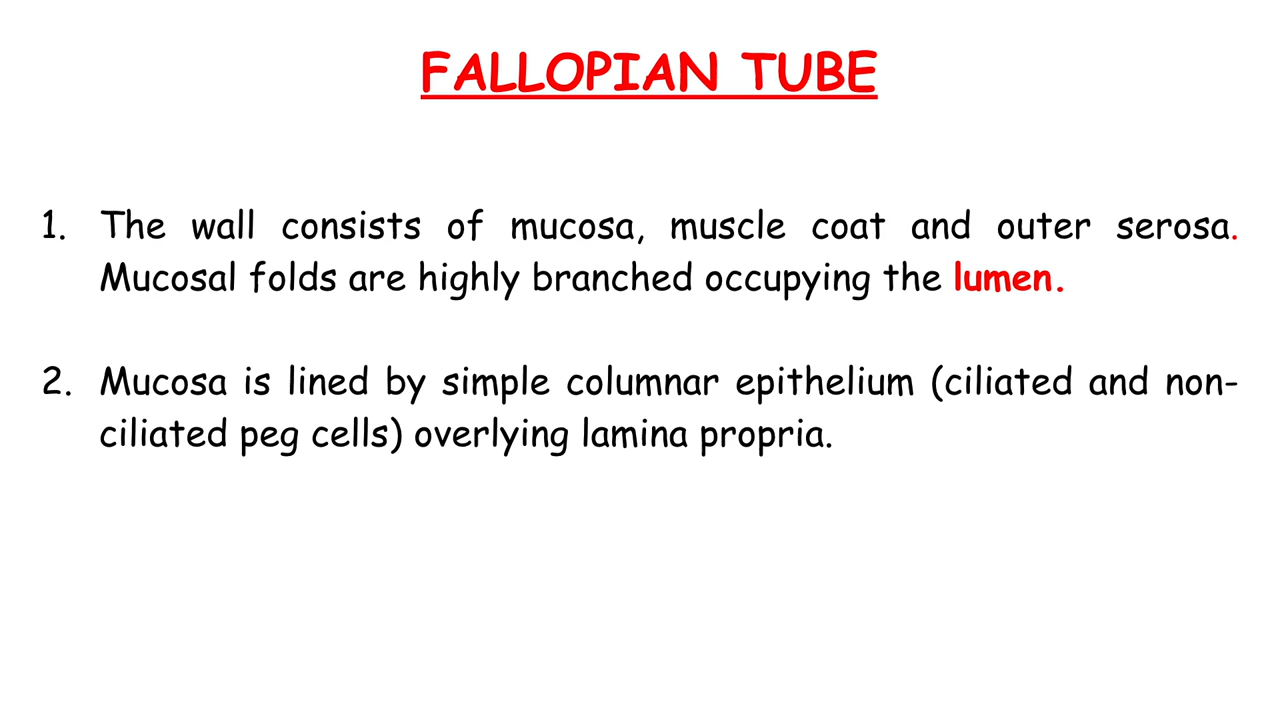 FALLOPIAN TUBE
1. The wall consists of mucosa, muscle coat and outer serosa.
Mucosal folds are highly branched occupying the lumen.
2. Mucosa is lined by simple columnar epithelium (ciliated and non-
ciliated peg cells) overlying lamina propria.